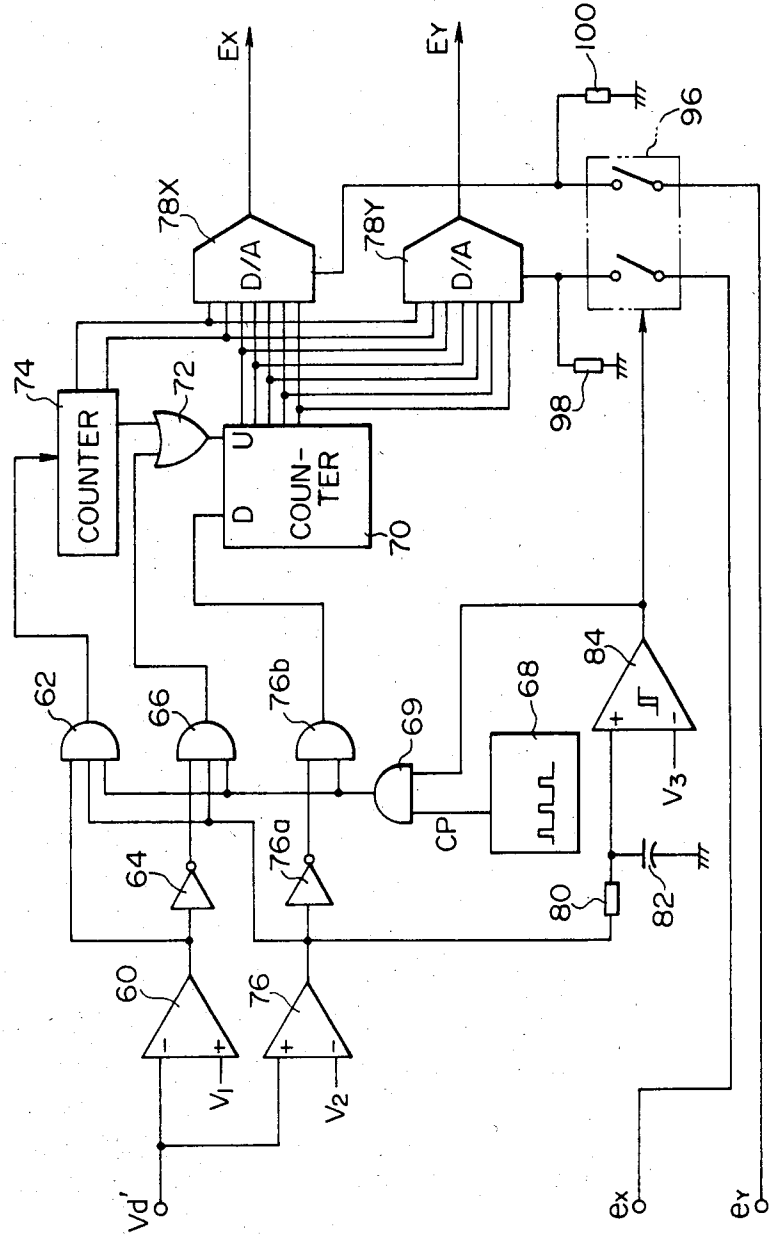 74
COUNTER
78X
D/A
EX
72
62
66
64
60
Vd'
V1
76
V2
76a
76b
D
U
COUN-
TER
70
78Y
D/A
EY
69
CP
68
80
82
84
V3
98
96
100
eX
eY
+
-
+
-
+
-